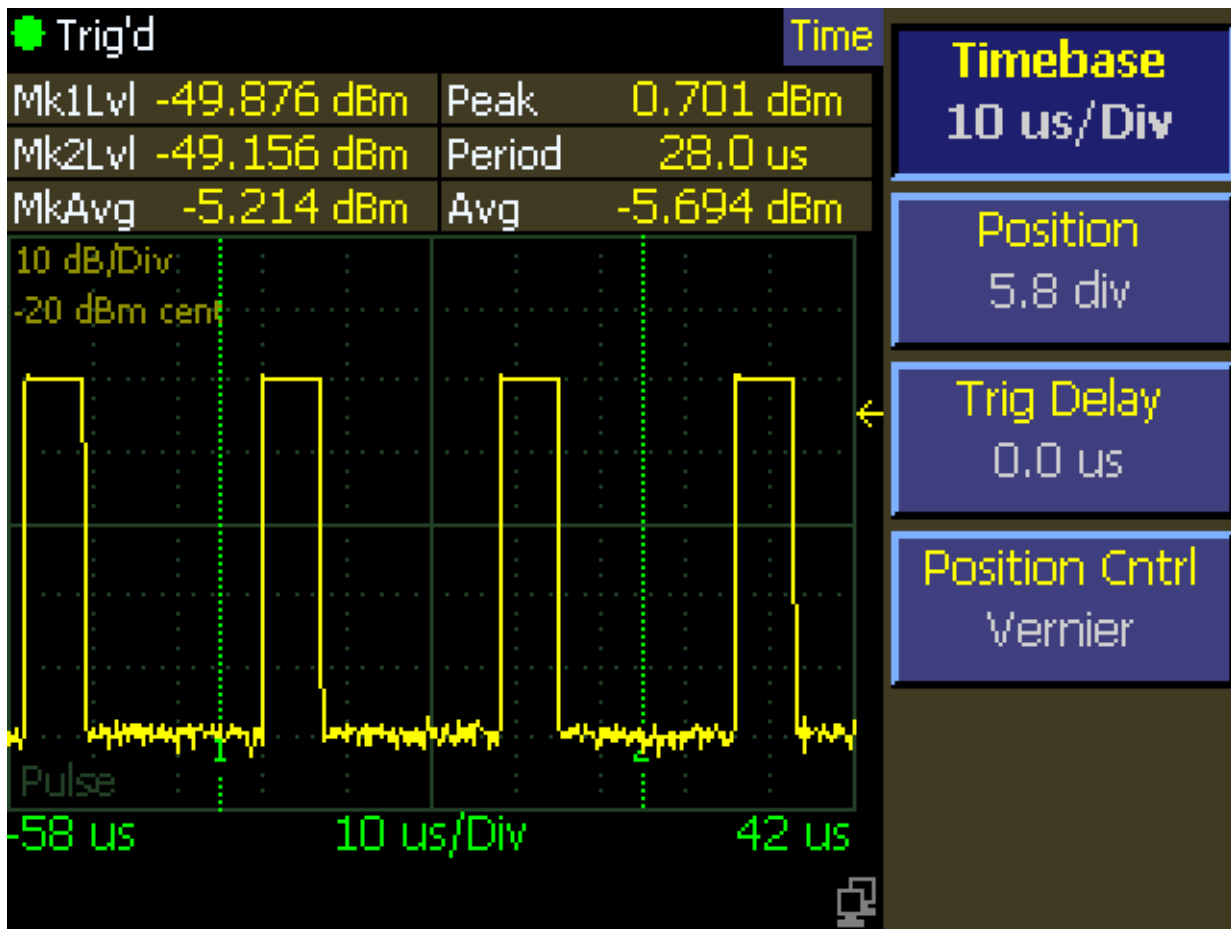 Trig'd Time
Mk1Lvl -49.876 dBm Peak 0.701 dBm
Mk2Lvl -49.156 dBm Period 28.0 us
MkAvg -5.214 dBm Avg -5.694 dBm
10 dB/Div
-20 dBm cent
1 2
Pulse
-58 us 10 us/Div 42 us
Timebase
10 us/Div
Position
5.8 div
Trig Delay
0.0 us
Position Cntrl
Vernier